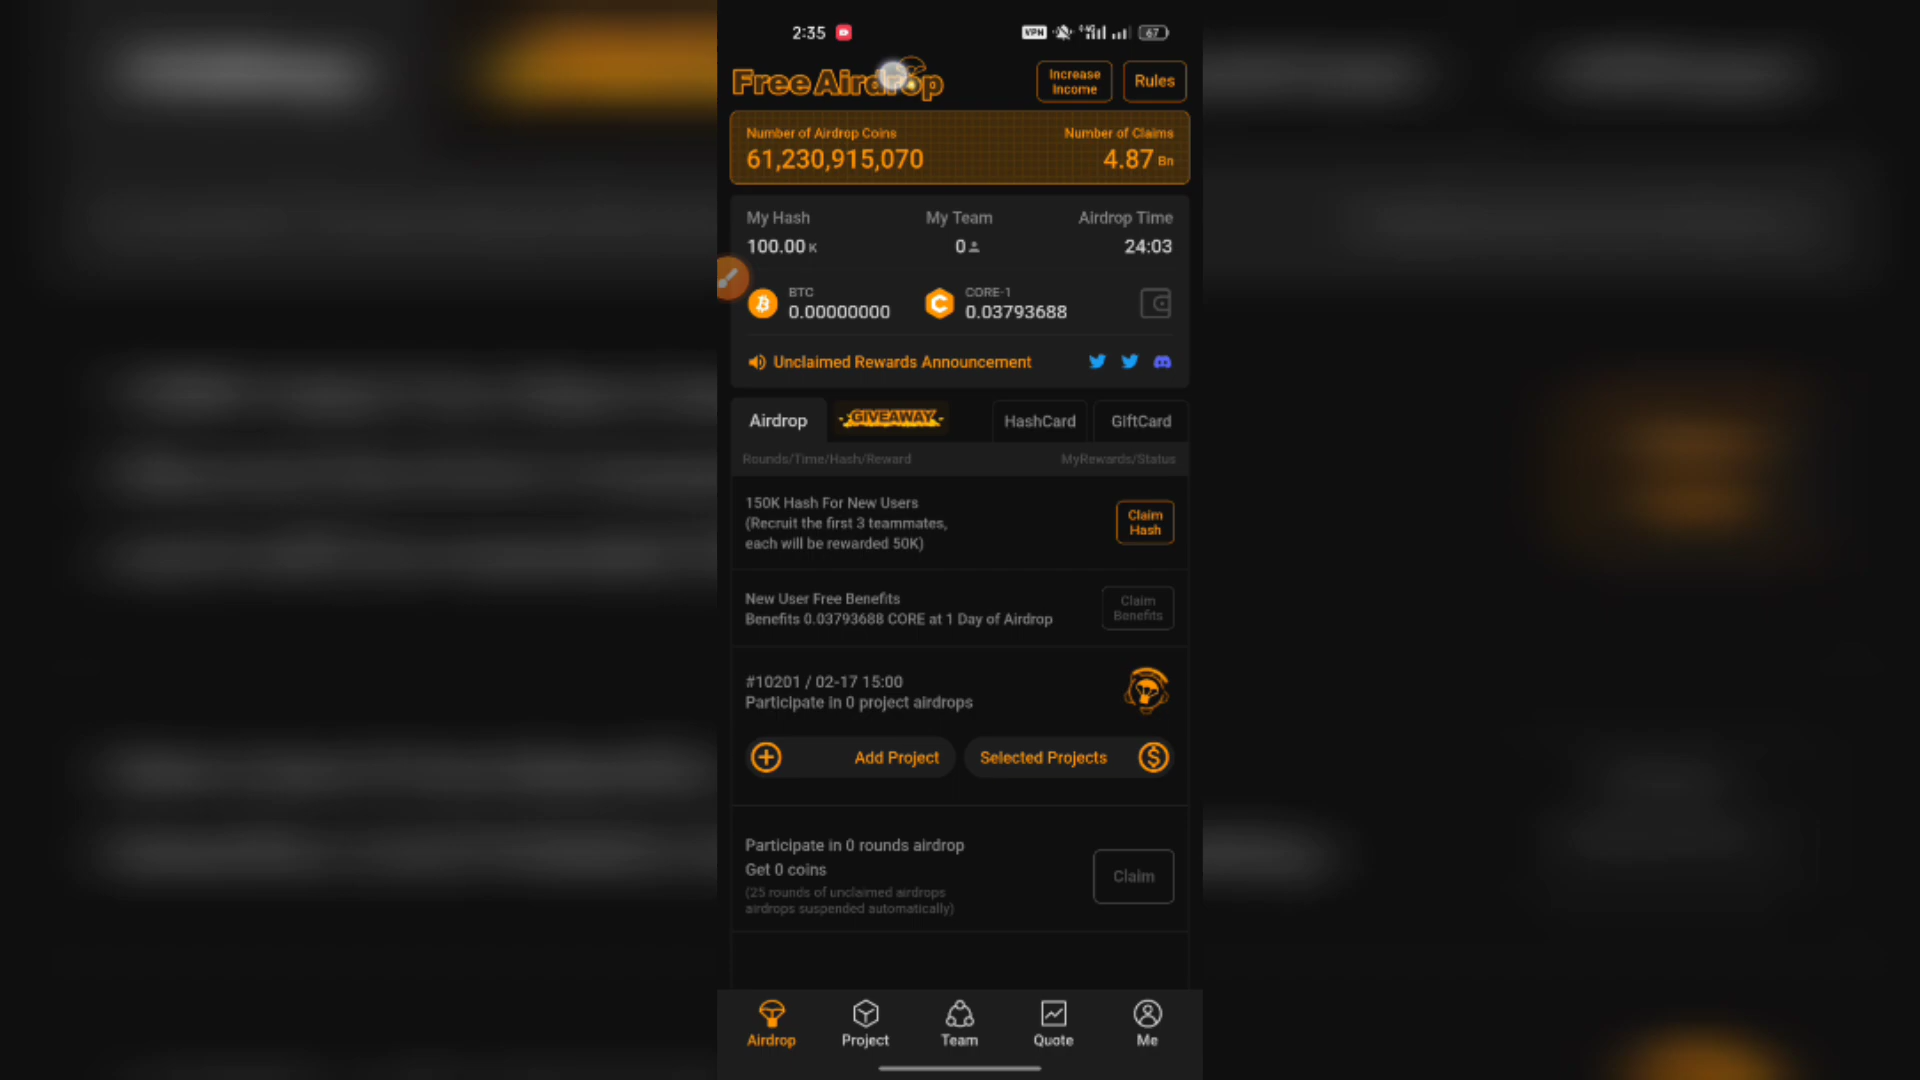 2:35
VPN
67
Free Airdrop
Increase
Income
Rules
Number of Airdrop Coins
Number of Claims
61,230,915,070
4.87 Bn
My Hash
My Team
Airdrop Time
100.00 K
0
24:03
BTC
0.00000000
CORE-1
0.03793688
Unclaimed Rewards Announcement
Airdrop
GIVEAWAY
HashCard
GiftCard
Rounds/Time/Hash/Reward
MyRewards/Status
150K Hash For New Users
(Recruit the first 3 teammates,
each will be rewarded 50K)
Claim
Hash
New User Free Benefits
Benefits 0.03793688 CORE at 1 Day of Airdrop
Claim
Benefits
#10201 / 02-17 15:00
Participate in 0 project airdrops
Add Project
Selected Projects
Participate in 0 rounds airdrop
Get 0 coins
(25 rounds of unclaimed airdrops
airdrops suspended automatically)
Claim
Airdrop
Project
Team
Quote
Me